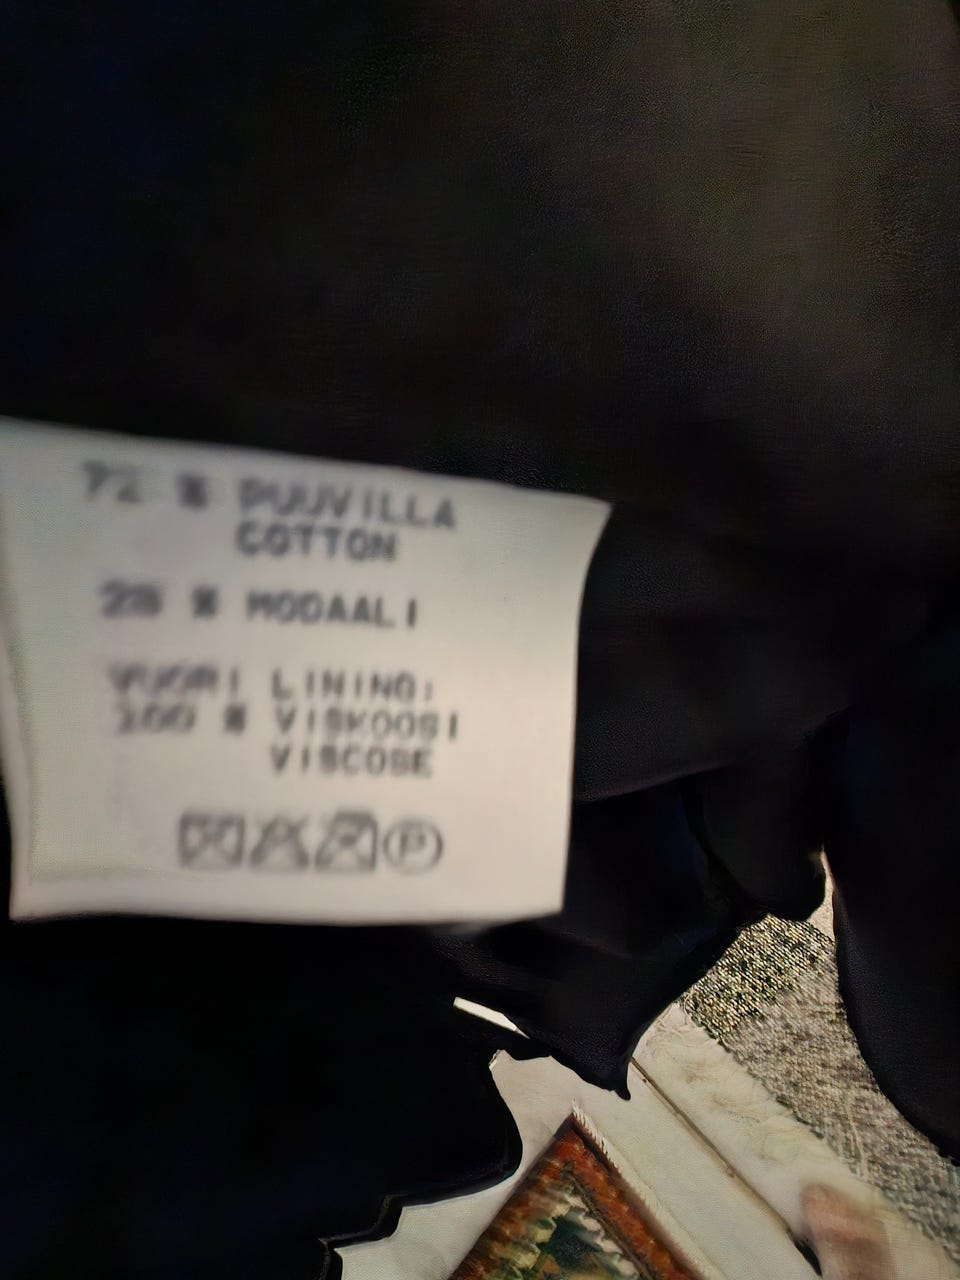 72 % PUUVILLA
COTTON
28 % MODAALI
VUORI LINING:
100 % VISKOOSI
VISCOSE
P